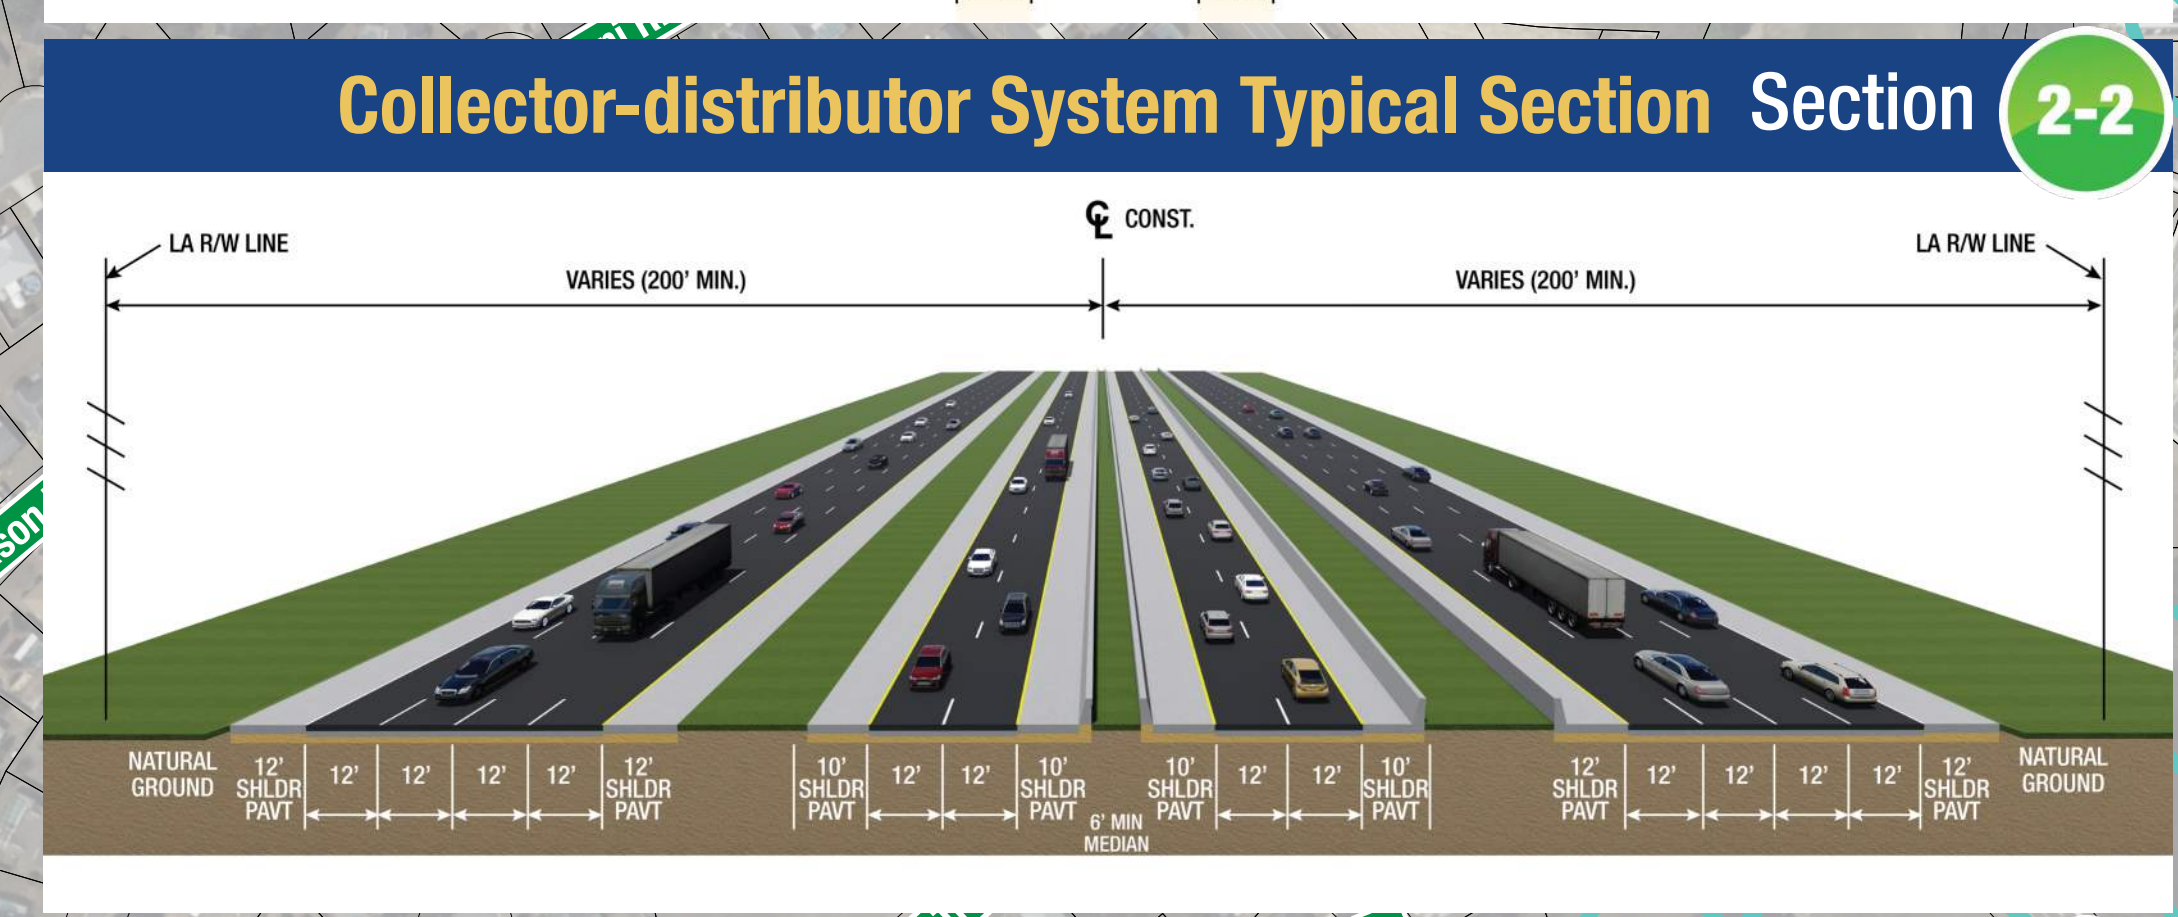 Collector-distributor System Typical Section Section 2-2
CL CONST.
LA R/W LINE
LA R/W LINE
VARIES (200' MIN.)
VARIES (200' MIN.)
NATURAL
GROUND
12'
SHLDR
PAVT
12'
12'
12'
12'
12'
SHLDR
PAVT
10'
SHLDR
PAVT
12'
12'
10'
SHLDR
PAVT
6' MIN
MEDIAN
10'
SHLDR
PAVT
12'
12'
10'
SHLDR
PAVT
12'
SHLDR
PAVT
12'
12'
12'
12'
12'
SHLDR
PAVT
NATURAL
GROUND
son